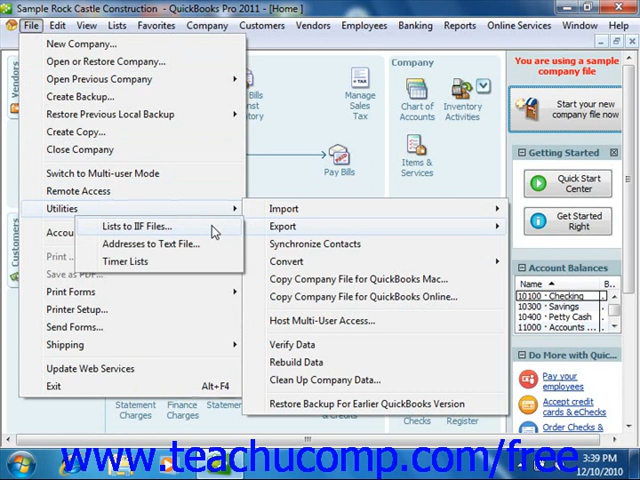 Sample Rock Castle Construction - QuickBooks Pro 2011 - [Home ]
File Edit View Lists Favorites Company Customers Vendors Employees Banking Reports Online Services Window Help
New Company...
Open or Restore Company...
Open Previous Company
Create Backup...
Restore Previous Local Backup
Create Copy...
Close Company
Switch to Multi-user Mode
Remote Access
Utilities
Accou
Print ...
Save as PDF...
Print Forms
Printer Setup...
Send Forms...
Shipping
Update Web Services
Exit Alt+F4
Lists to IIF Files...
Addresses to Text File...
Timer Lists
Import
Export
Synchronize Contacts
Convert
Copy Company File for QuickBooks Mac...
Copy Company File for QuickBooks Online...
Host Multi-User Access...
Verify Data
Rebuild Data
Clean Up Company Data...
Restore Backup For Earlier QuickBooks Version
Vendors
Customers
Bills
Manage
Sales
Tax
Pay Bills
Company
Chart of
Accounts
Inventory
Activities
Items &
Services
Statement
Charges
Finance
Charges
Checks
Register
You are using a sample
company file
Start your new
company file now
Getting Started
Quick Start
Center
Get Started
Right
Account Balances
Name B..
10100 · Checking
10300 · Savings
10400 · Petty Cash
11000 · Accounts ...
Do More with Quic...
Pay your
employees
Accept credit
cards & eChecks
Order Checks &
www.teachucomp.com/free
3:39 PM
12/10/2010